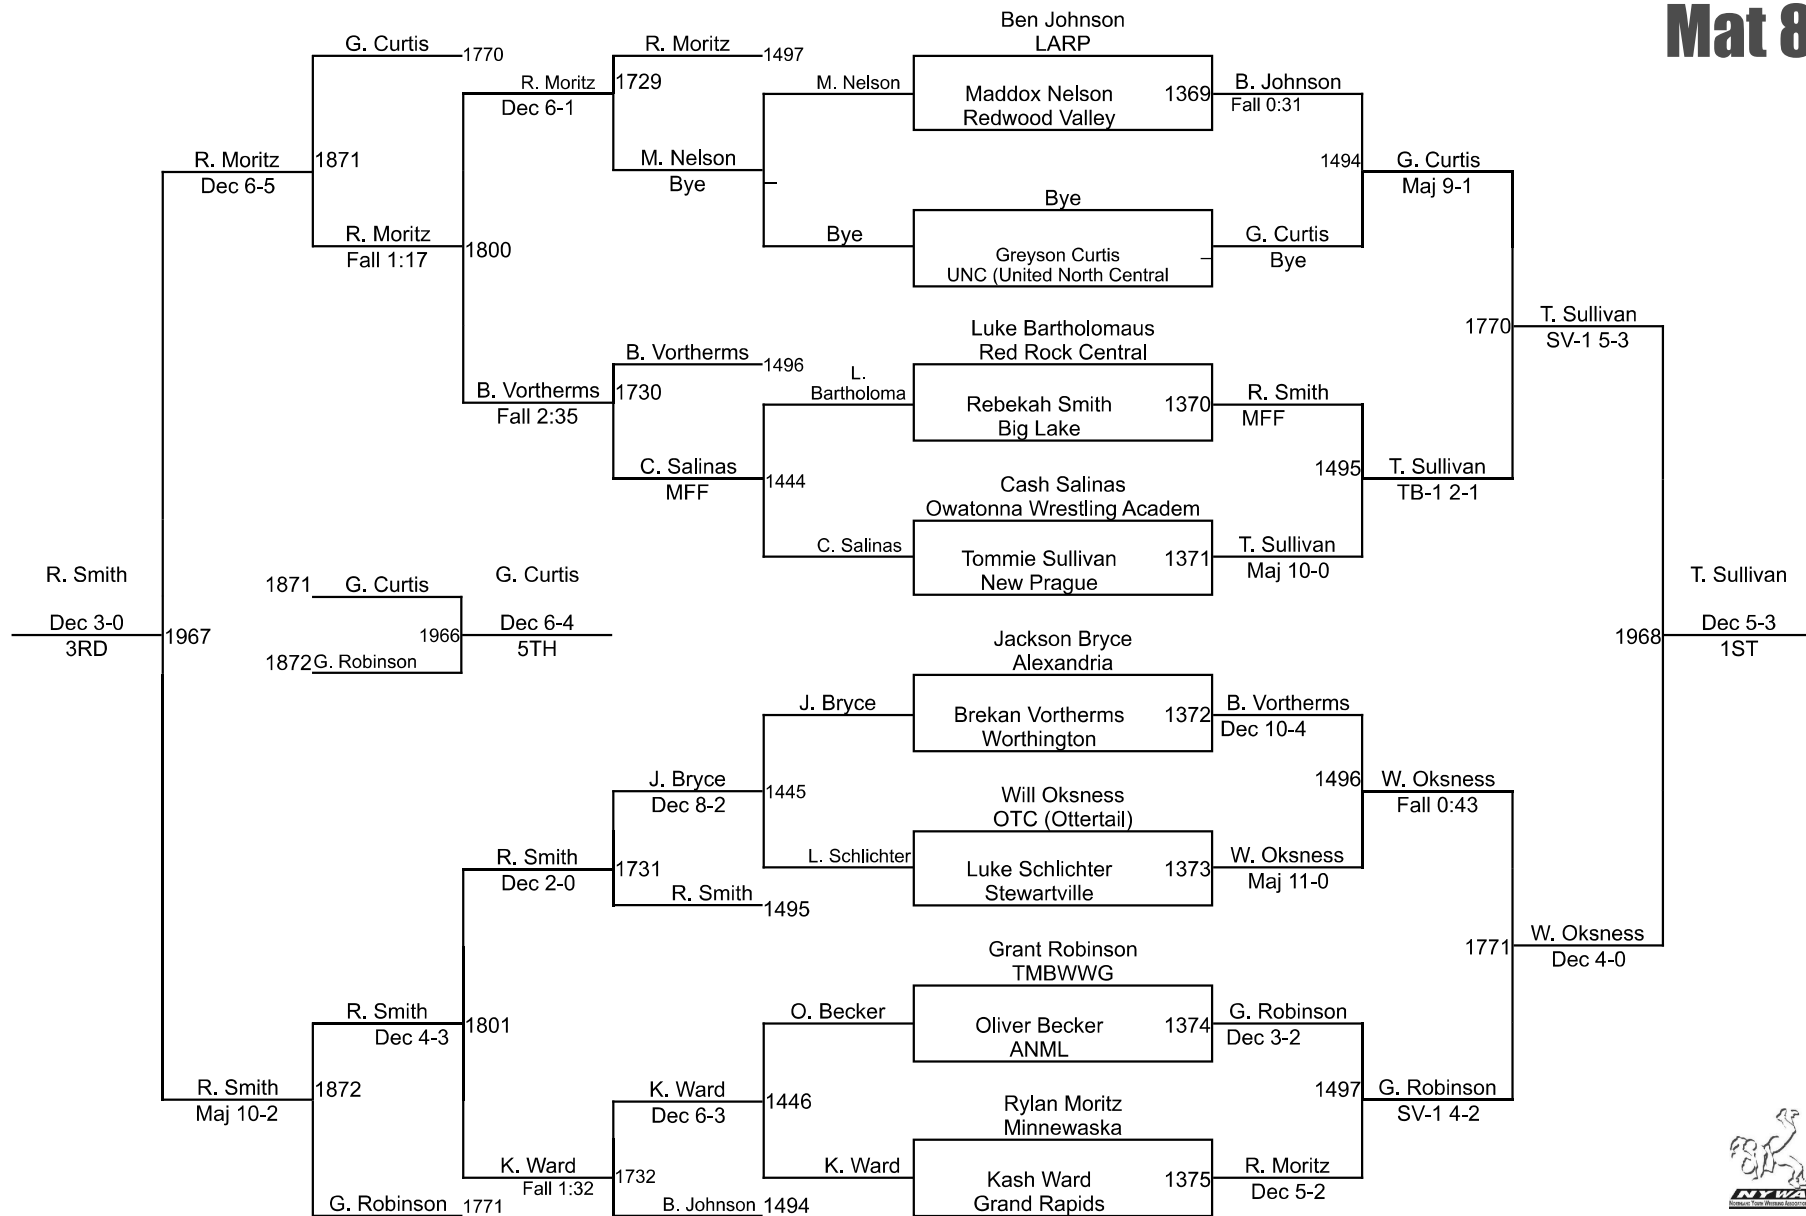 Mat 8
Ben Johnson
LARP
G. Curtis
1770
R. Moritz
1497
R. Moritz
Dec 6-1
1729
M. Nelson
Maddox Nelson
Redwood Valley
1369
B. Johnson
Fall 0:31
R. Moritz
Dec 6-5
1871
M. Nelson
Bye
1494
G. Curtis
Maj 9-1
Bye
R. Moritz
Fall 1:17
1800
Bye
Greyson Curtis
UNC (United North Central
G. Curtis
Bye
Luke Bartholomaus
Red Rock Central
1770
T. Sullivan
SV-1 5-3
B. Vortherms
1496
B. Vortherms
Fall 2:35
1730
L.
Bartholoma
Rebekah Smith
Big Lake
1370
R. Smith
MFF
C. Salinas
MFF
1444
1495
T. Sullivan
TB-1 2-1
Cash Salinas
Owatonna Wrestling Academ
C. Salinas
Tommie Sullivan
New Prague
1371
T. Sullivan
Maj 10-0
R. Smith
Dec 3-0
3RD
1967
1871
G. Curtis
1872
G. Robinson
1966
G. Curtis
Dec 6-4
5TH
1968
T. Sullivan
Dec 5-3
1ST
Jackson Bryce
Alexandria
J. Bryce
Brekan Vortherms
Worthington
1372
B. Vortherms
Dec 10-4
J. Bryce
Dec 8-2
1445
1496
W. Oksness
Fall 0:43
Will Oksness
OTC (Ottertail)
R. Smith
Dec 2-0
1731
L. Schlichter
Luke Schlichter
Stewartville
1373
W. Oksness
Maj 11-0
R. Smith
1495
Grant Robinson
TMBWWG
1771
W. Oksness
Dec 4-0
R. Smith
Dec 4-3
1801
O. Becker
Oliver Becker
ANML
1374
G. Robinson
Dec 3-2
R. Smith
Maj 10-2
1872
K. Ward
Dec 6-3
1446
1497
G. Robinson
SV-1 4-2
Rylan Moritz
Minnewaska
K. Ward
Fall 1:32
1732
K. Ward
Kash Ward
Grand Rapids
1375
R. Moritz
Dec 5-2
G. Robinson
1771
B. Johnson
1494
NYWA